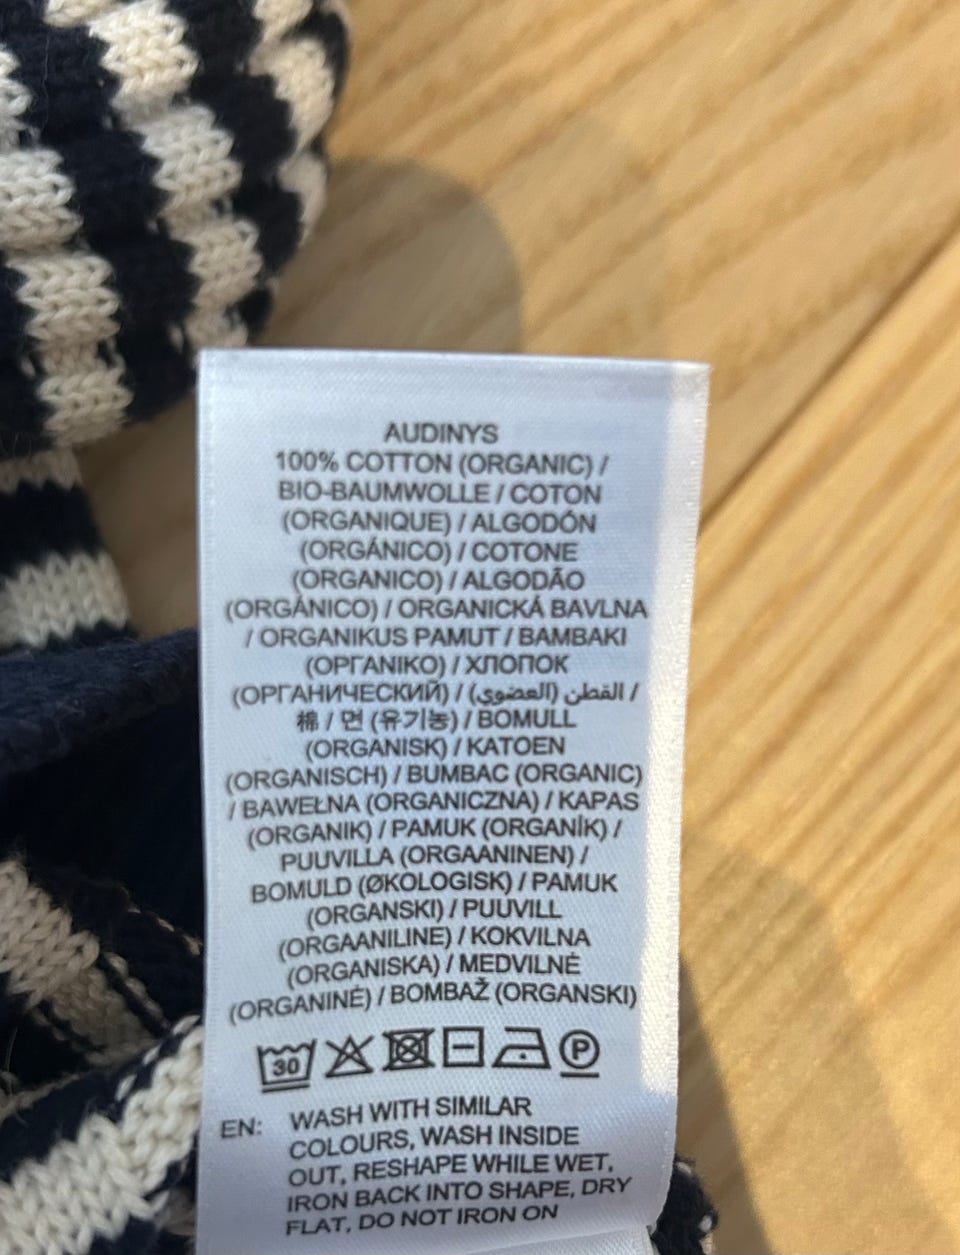 AUDINYS
100% COTTON (ORGANIC) /
BIO-BAUMWOLLE / COTON
(ORGANIQUE) / ALGODÓN
(ORGÁNICO) / COTONE
(ORGANICO) / ALGODÃO
(ORGÁNICO) / ORGANICKÁ BAVLNA
/ ORGANIKUS PAMUT / BAMBAKI
(ΟΡΓΑΝΙΚΟ) / ХЛОПОК
(ОРГАНИЧЕСКИЙ) / القطن (العضوي) /
棉 / 면 (유기농) / BOMULL
(ORGANISK) / KATOEN
(ORGANISCH) / BUMBAC (ORGANIC)
/ BAWEŁNA (ORGANICZNA) / KAPAS
(ORGANIK) / PAMUK (ORGANİK) /
PUUVILLA (ORGAANINEN) /
BOMULD (ØKOLOGISK) / PAMUK
(ORGANSKI) / PUUVILL
(ORGAANILINE) / KOKVILNA
(ORGANISKA) / MEDVILNĖ
(ORGANINĖ) / BOMBAŽ (ORGANSKI)
30 P
EN: WASH WITH SIMILAR
COLOURS, WASH INSIDE
OUT, RESHAPE WHILE WET,
IRON BACK INTO SHAPE, DRY
FLAT, DO NOT IRON ON